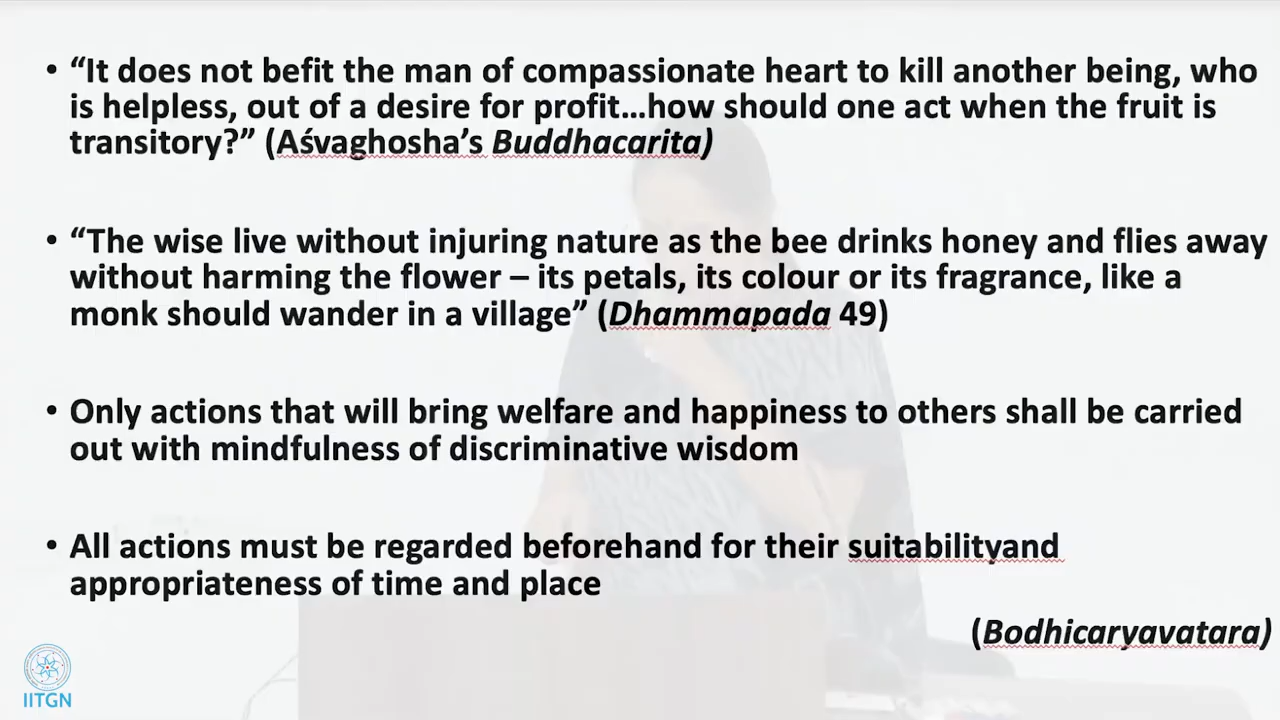 • “It does not befit the man of compassionate heart to kill another being, who
is helpless, out of a desire for profit…how should one act when the fruit is
transitory?” (Aśvaghosha’s Buddhacarita)
• “The wise live without injuring nature as the bee drinks honey and flies away
without harming the flower – its petals, its colour or its fragrance, like a
monk should wander in a village” (Dhammapada 49)
• Only actions that will bring welfare and happiness to others shall be carried
out with mindfulness of discriminative wisdom
• All actions must be regarded beforehand for their suitabilityand
appropriateness of time and place
(Bodhicaryavatara)
IITGN